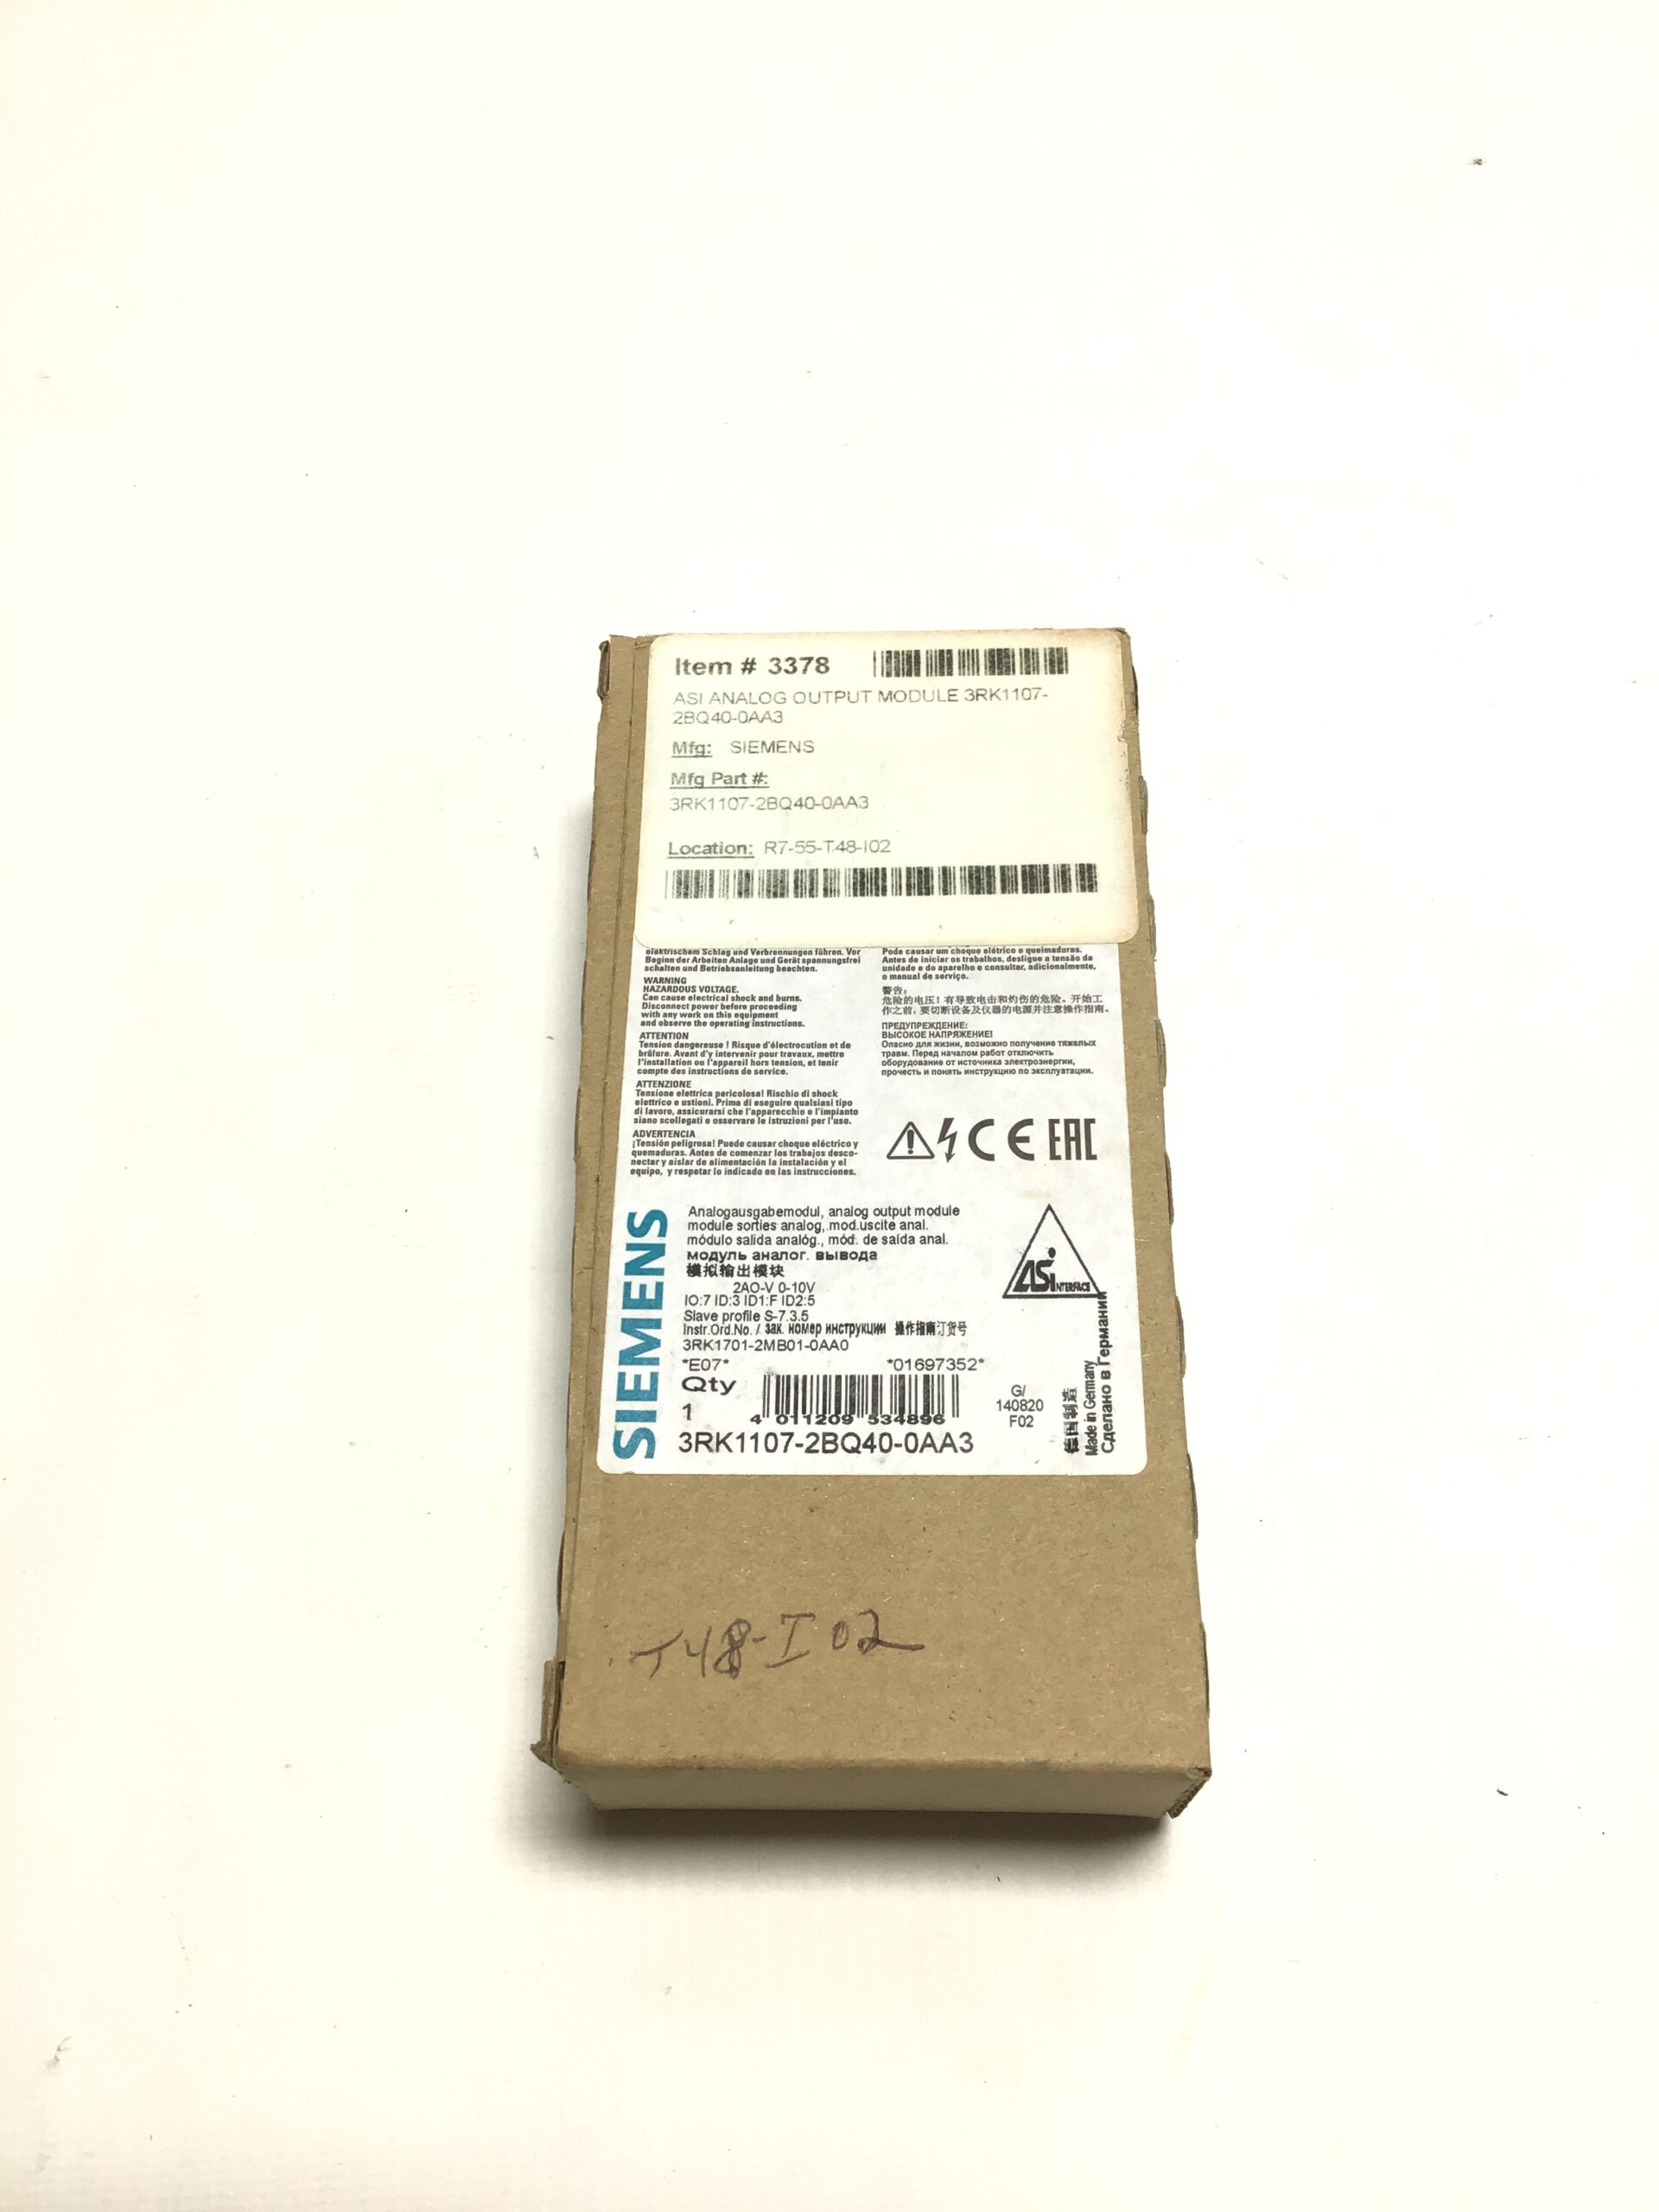 Item # 3378
ASI ANALOG OUTPUT MODULE 3RK1107-
2BQ40-0AA3
Mfg: SIEMENS
Mfg Part #:
3RK1107-2BQ40-0AA3
Location: R7-55-T48-I02
elektrischem Schlag und Verbrennungen führen. Vor
Beginn der Arbeiten Anlage und Gerät spannungsfrei
schalten und Betriebsanleitung beachten.
WARNING
HAZARDOUS VOLTAGE.
Can cause electrical shock and burns.
Disconnect power before proceeding
with any work on this equipment
and observe the operating instructions.
ATTENTION
Tension dangereuse ! Risque d'électrocution et de
brûlure. Avant d'y intervenir pour travaux, mettre
l'installation ou l'appareil hors tension, et tenir
compte des instructions de service.
ATTENZIONE
Tensione elettrica pericolosa! Rischio di shock
elettrico e ustioni. Prima di eseguire qualsiasi tipo
di lavoro, assicurarsi che l'apparecchio e l'impianto
siano scollegati e osservare le istruzioni per l'uso.
ADVERTENCIA
¡Tensión peligrosa! Puede causar choque eléctrico y
quemaduras. Antes de comenzar los trabajos desco-
nectar y aislar de alimentación la instalación y el
equipo, y respetar lo indicado en las instrucciones.
Pode causar um choque elétrico e queimaduras.
Antes de iniciar os trabalhos, desligue a tensão da
unidade e do aparelho e consultar, adicionalmente,
o manual de serviço.
警告:
危险的电压!有导致电击和灼伤的危险。开始工
作之前,要切断设备及仪器的电源并注意操作指南。
ПРЕДУПРЕЖДЕНИЕ:
ВЫСОКОЕ НАПРЯЖЕНИЕ!
Опасно для жизни, возможно получение тяжелых
травм. Перед началом работ отключить
оборудование от источника электроэнергии,
прочесть и понять инструкцию по эксплуатации.
CE EAC
SIEMENS
Analogausgabemodul, analog output module
module sorties analog,.mod.uscite anal.
módulo salida analóg., mód. de saída anal.
модуль аналог. вывода
模拟输出模块
2AO-V 0-10V
IO:7 ID:3 ID1:F ID2:5
Slave profile S-7.3.5
Instr.Ord.No. / зак. номер инструкции 操作指南订货号
3RK1701-2MB01-0AA0
*E07* *01697352*
Qty
1
4 011209 534896
3RK1107-2BQ40-0AA3
ASi INTERFACE
G/
140820
F02
德国制造
Made in Germany
Сделано в Германии
T48-I02